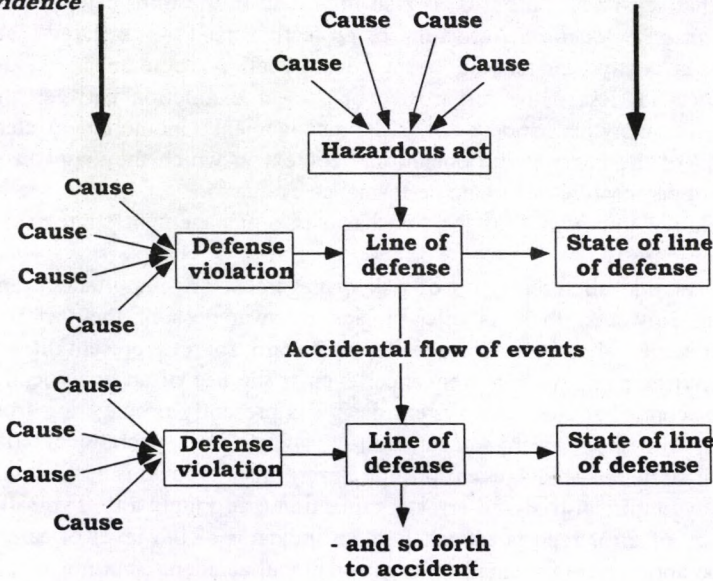 Cause Cause
Cause Cause
Hazardous act
Cause
Cause
Cause
Cause
Defense
violation
Line of
defense
State of line
of defense
Accidental flow of events
Cause
Cause
Cause
Cause
Defense
violation
Line of
defense
State of line
of defense
- and so forth
to accident